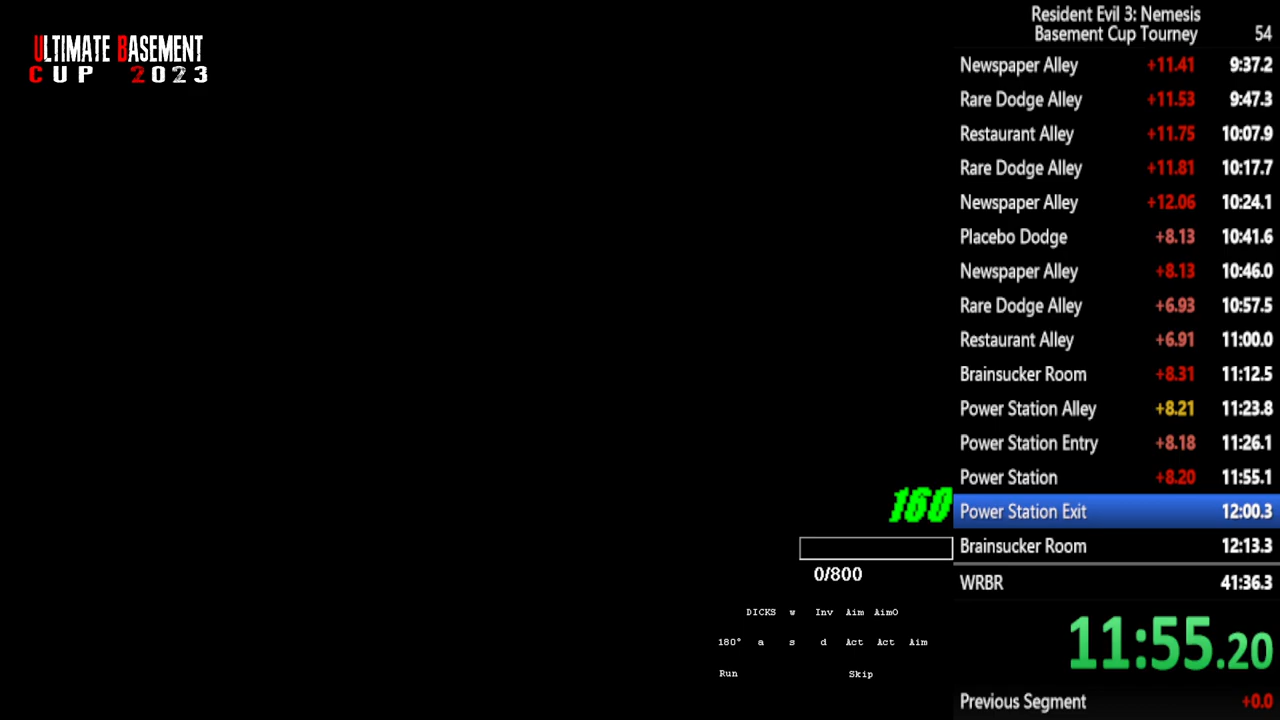 ULTIMATE BASEMENT
CUP 2023
Resident Evil 3: Nemesis
Basement Cup Tourney 54
Newspaper Alley +11.41 9:37.2
Rare Dodge Alley +11.53 9:47.3
Restaurant Alley +11.75 10:07.9
Rare Dodge Alley +11.81 10:17.7
Newspaper Alley +12.06 10:24.1
Placebo Dodge +8.13 10:41.6
Newspaper Alley +8.13 10:46.0
Rare Dodge Alley +6.93 10:57.5
Restaurant Alley +6.91 11:00.0
Brainsucker Room +8.31 11:12.5
Power Station Alley +8.21 11:23.8
Power Station Entry +8.18 11:26.1
Power Station +8.20 11:55.1
160
Power Station Exit 12:00.3
Brainsucker Room 12:13.3
0/800
WRBR 41:36.3
DICKS w Inv Aim AimO
180° a s d Act Act Aim
Run Skip
11:55.20
Previous Segment +0.0